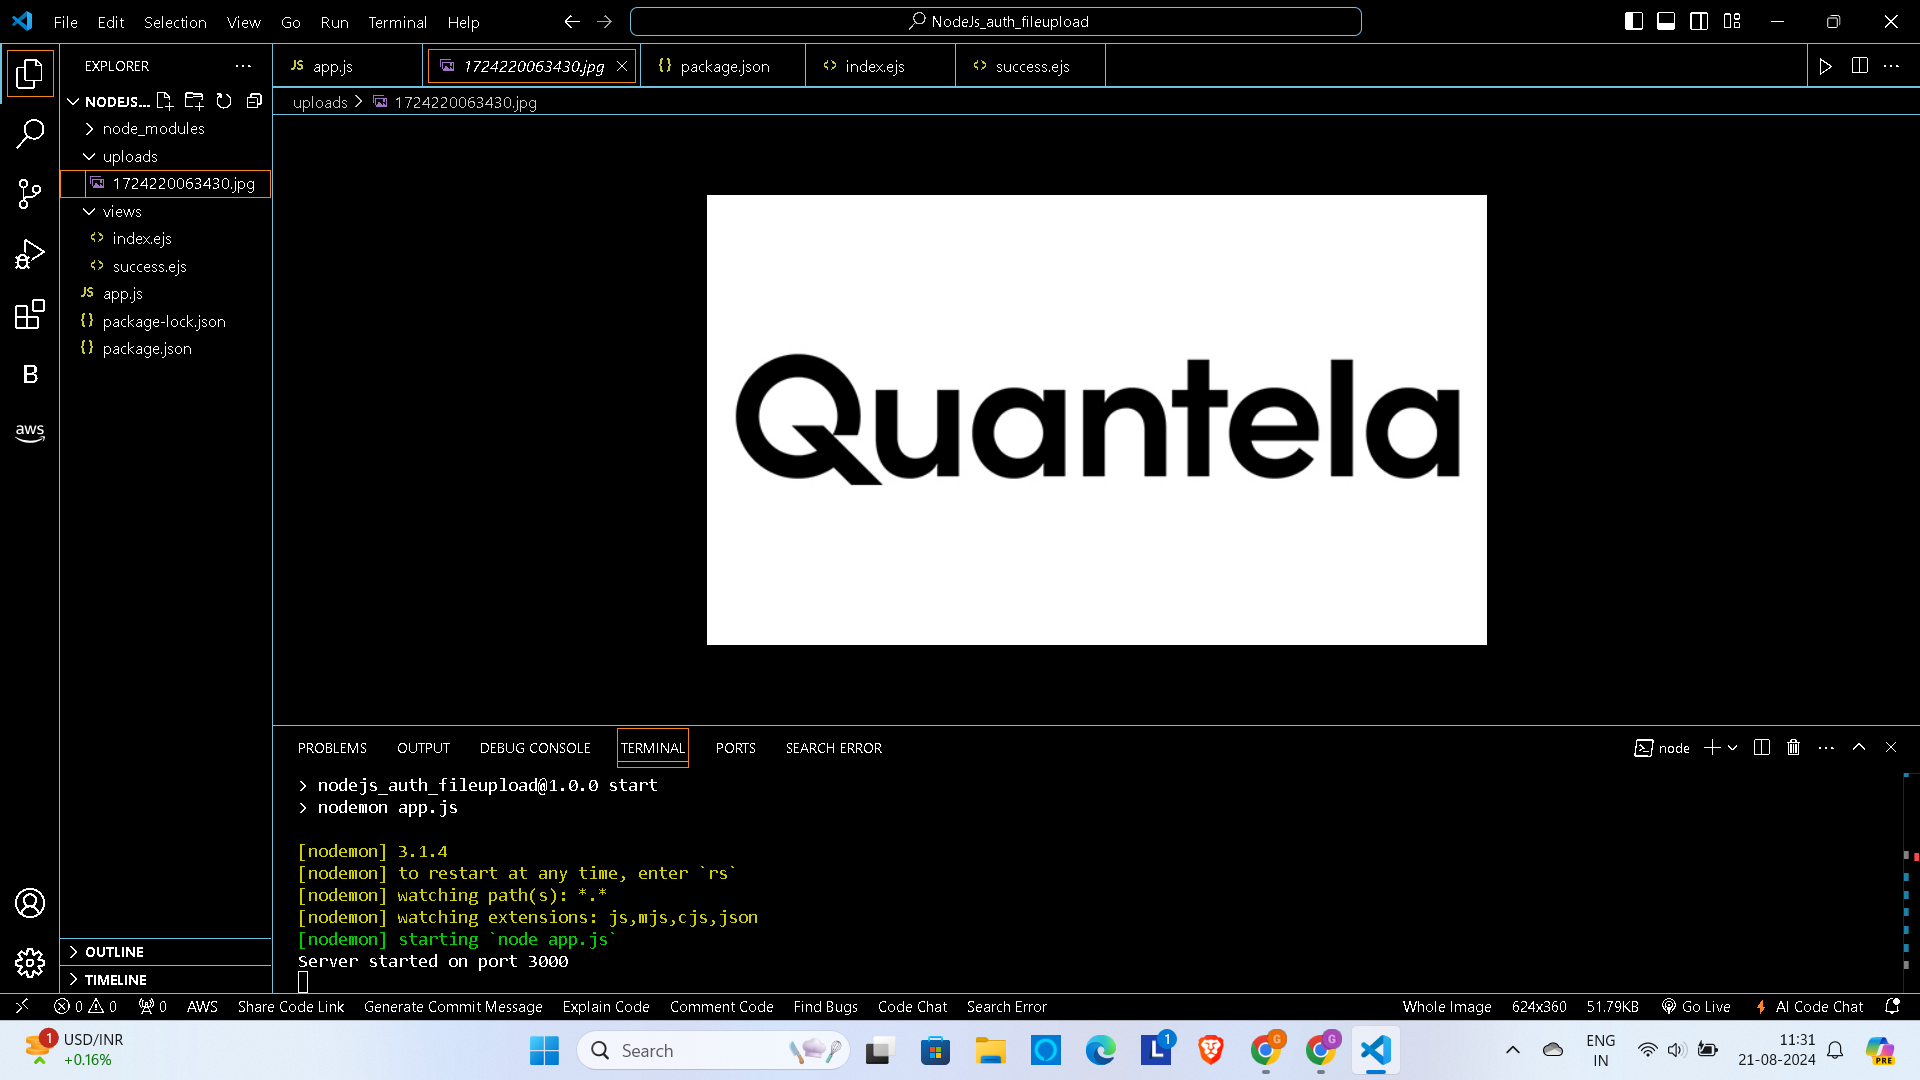 File Edit Selection View Go Run Terminal Help
NodeJs_auth_fileupload
EXPLORER
JS app.js
1724220063430.jpg
{} package.json
<> index.ejs
<> success.ejs
NODEJS...
uploads > 1724220063430.jpg
node_modules
uploads
1724220063430.jpg
views
<> index.ejs
<> success.ejs
JS app.js
{} package-lock.json
{} package.json
B
aws
OUTLINE
TIMELINE
Quantela
PROBLEMS OUTPUT DEBUG CONSOLE TERMINAL PORTS SEARCH ERROR
node
> nodejs_auth_fileupload@1.0.0 start
> nodemon app.js
[nodemon] 3.1.4
[nodemon] to restart at any time, enter `rs`
[nodemon] watching path(s): *.*
[nodemon] watching extensions: js,mjs,cjs,json
[nodemon] starting `node app.js`
Server started on port 3000
0 0 0 AWS Share Code Link Generate Commit Message Explain Code Comment Code Find Bugs Code Chat Search Error
Whole Image 624x360 51.79KB Go Live AI Code Chat
1
USD/INR
+0.16%
Search
L 1
G
G
ENG
IN
11:31
21-08-2024
PRE